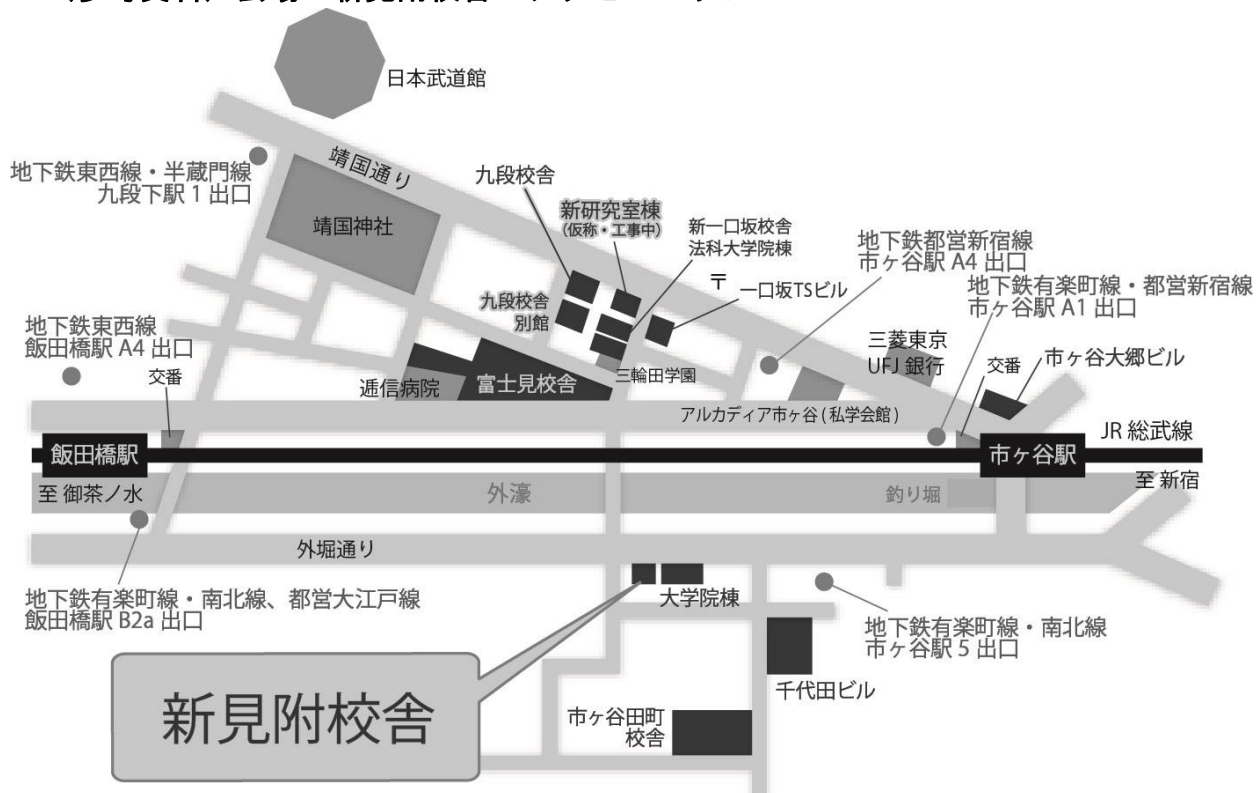 日本武道館
靖国通り
地下鉄東西線・半蔵門線
九段下駅 1 出口
九段校舎
靖国神社
新研究室棟
(仮称・工事中)
新一口坂校舎
法科大学院棟
〒
一口坂TSビル
地下鉄都営新宿線
市ヶ谷駅 A4 出口
地下鉄有楽町線・都営新宿線
市ヶ谷駅 A1 出口
九段校舎
別館
地下鉄東西線
飯田橋駅 A4 出口
交番
逓信病院
富士見校舎
三輪田学園
三菱東京
UFJ 銀行
交番
市ヶ谷大郷ビル
アルカディア市ヶ谷 ( 私学会館 )
JR 総武線
飯田橋駅
市ヶ谷駅
至 御茶ノ水
外濠
釣り堀
至 新宿
外堀通り
地下鉄有楽町線・南北線、都営大江戸線
飯田橋駅 B2a 出口
大学院棟
地下鉄有楽町線・南北線
市ヶ谷駅 5 出口
千代田ビル
新見附校舎
市ヶ谷田町
校舎